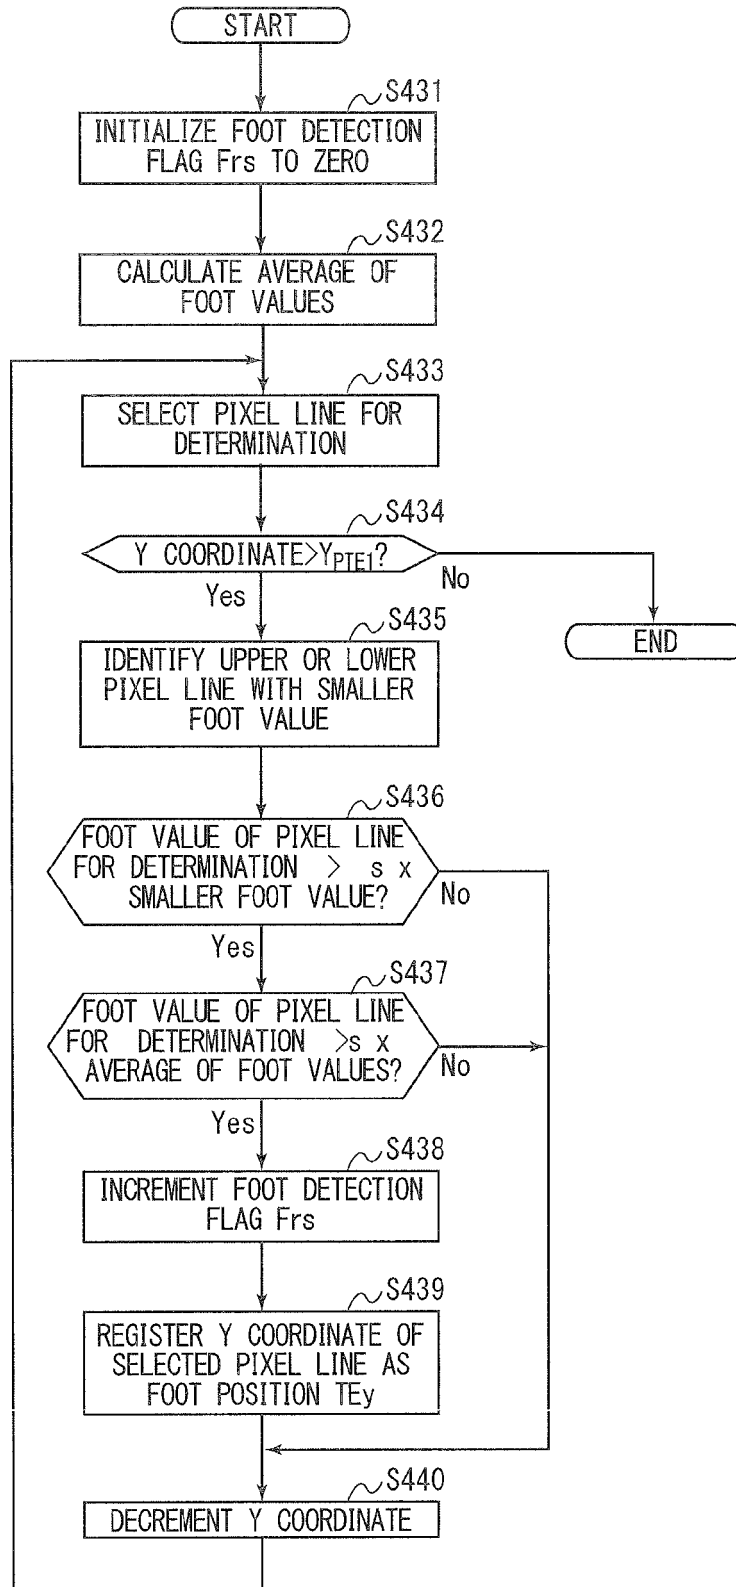 START
S431
INITIALIZE FOOT DETECTION
FLAG Frs TO ZERO
S432
CALCULATE AVERAGE OF
FOOT VALUES
S433
SELECT PIXEL LINE FOR
DETERMINATION
S434
Y COORDINATE>YPTE1?
No
Yes
END
S435
IDENTIFY UPPER OR LOWER
PIXEL LINE WITH SMALLER
FOOT VALUE
S436
FOOT VALUE OF PIXEL LINE
FOR DETERMINATION > s x
SMALLER FOOT VALUE?
No
Yes
S437
FOOT VALUE OF PIXEL LINE
FOR DETERMINATION >s x
AVERAGE OF FOOT VALUES?
No
Yes
S438
INCREMENT FOOT DETECTION
FLAG Frs
S439
REGISTER Y COORDINATE OF
SELECTED PIXEL LINE AS
FOOT POSITION TEy
S440
DECREMENT Y COORDINATE